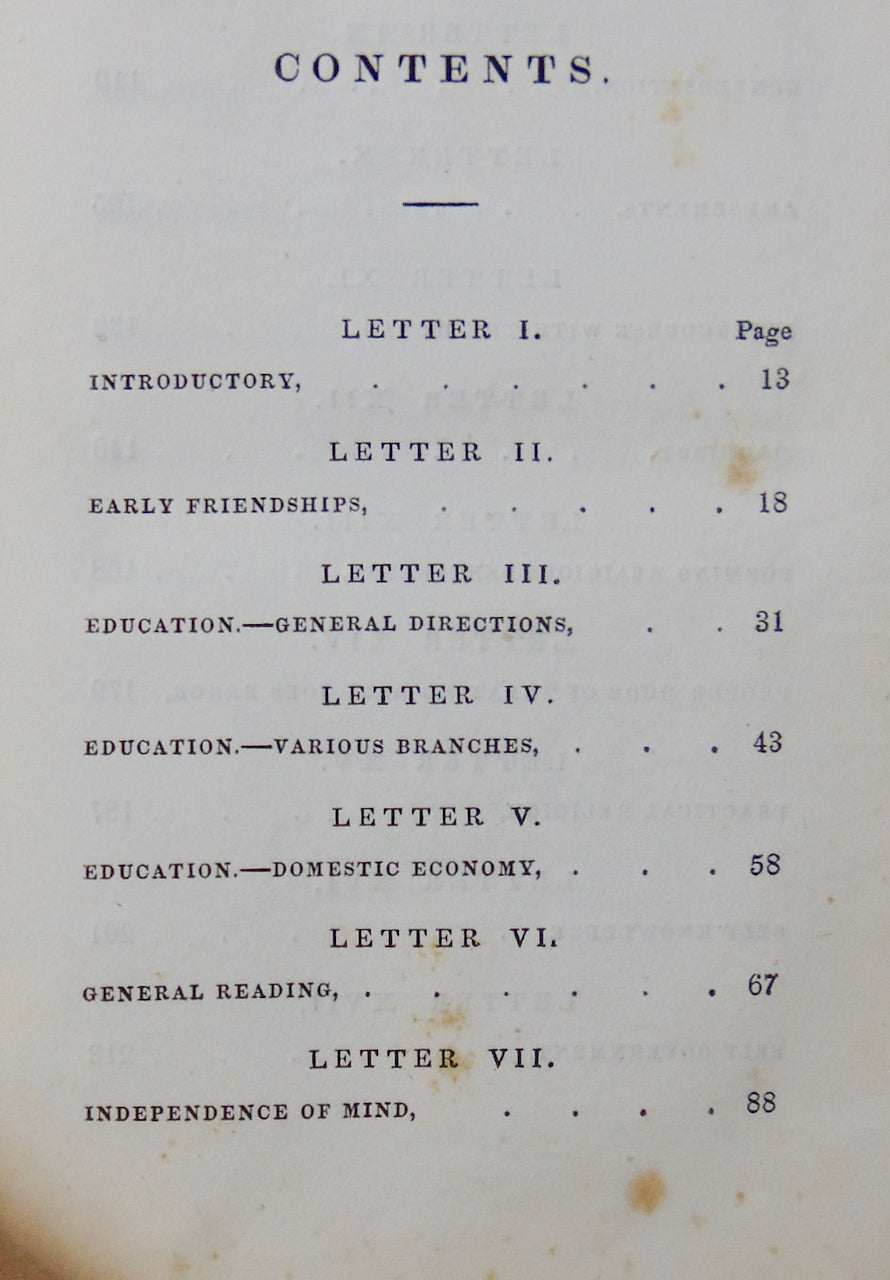 CONTENTS.
LETTER I. Page
INTRODUCTORY, . . . . . . 13
LETTER II.
EARLY FRIENDSHIPS, . . . . . 18
LETTER III.
EDUCATION.—GENERAL DIRECTIONS, . . 31
LETTER IV.
EDUCATION.—VARIOUS BRANCHES, . . . 43
LETTER V.
EDUCATION.—DOMESTIC ECONOMY, . . . 58
LETTER VI.
GENERAL READING, . . . . . . 67
LETTER VII.
INDEPENDENCE OF MIND, . . . . 88